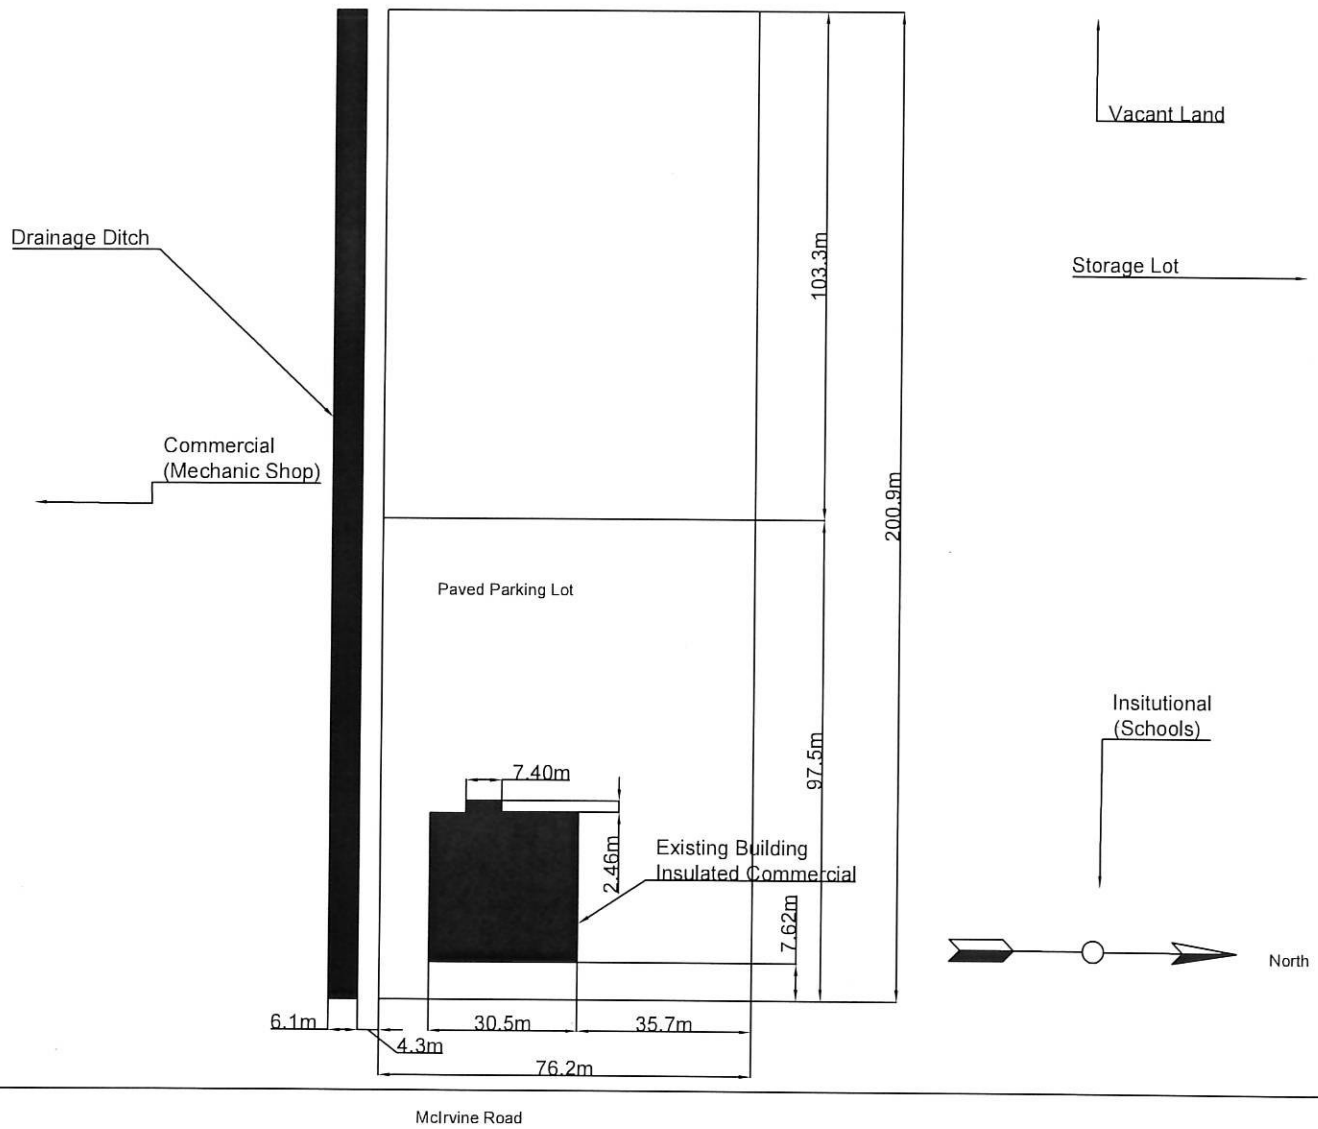 Vacant Land
Drainage Ditch
103.3m
Storage Lot
Commercial
(Mechanic Shop)
200.9m
Paved Parking Lot
Insitutional
(Schools)
97.5m
7.40m
2.46m
Existing Building
Insulated Commercial
7.62m
North
6.1m
30.5m
35.7m
4.3m
76.2m
McIrvine Road